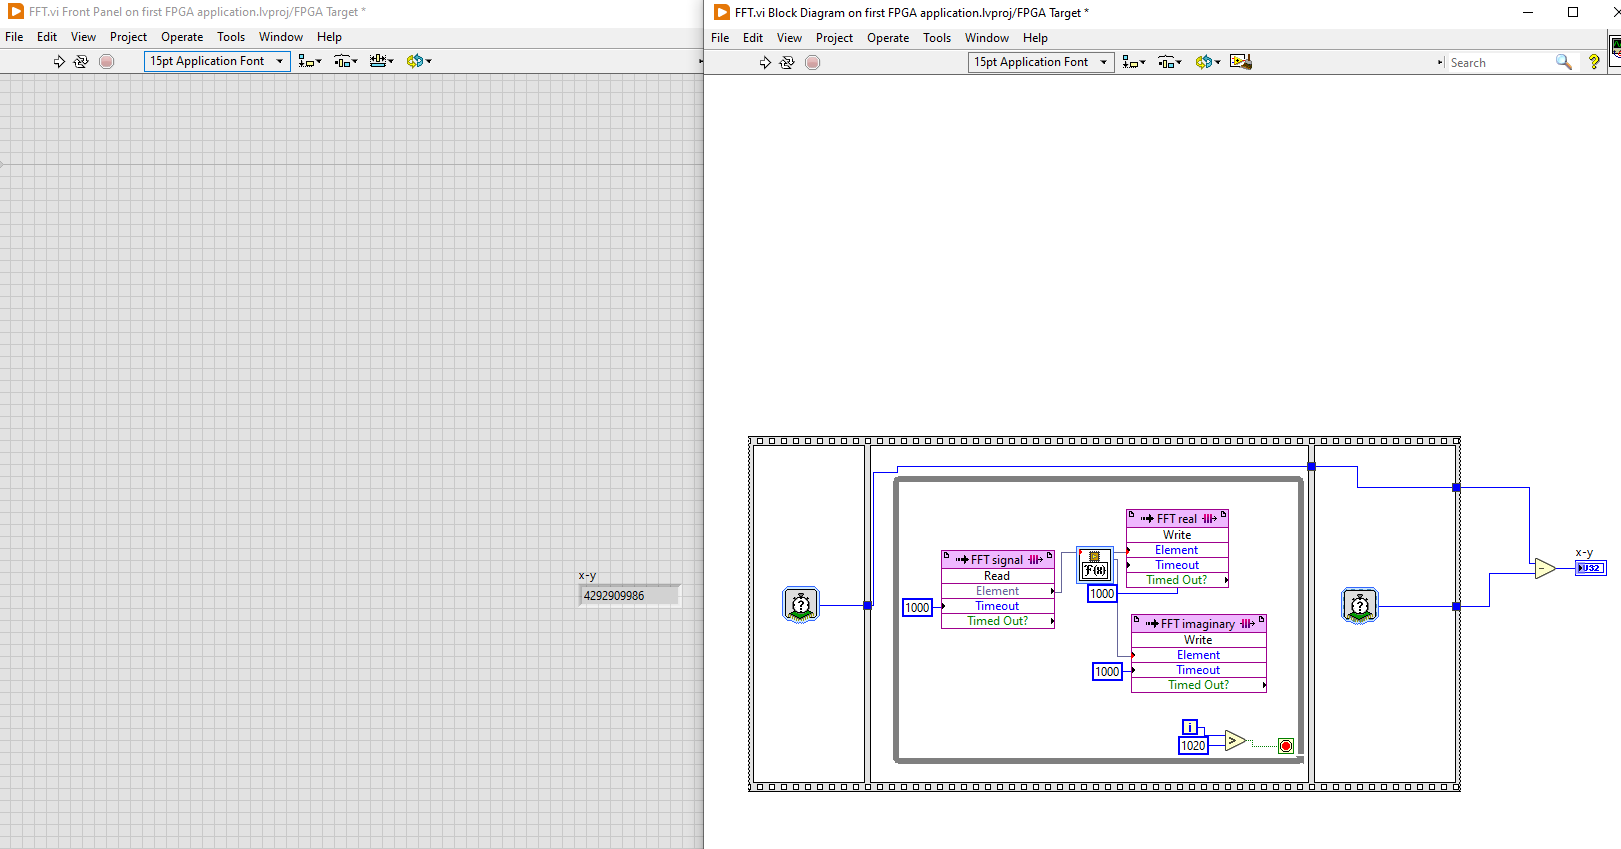 FFT.vi Front Panel on first FPGA application.lvproj/FPGA Target *
File Edit View Project Operate Tools Window Help
15pt Application Font
x-y
4292909986
FFT.vi Block Diagram on first FPGA application.lvproj/FPGA Target *
File Edit View Project Operate Tools Window Help
15pt Application Font
Search
?
FFT signal
Read
Element
Timeout
Timed Out?
1000
?
F(x)
FFT real
Write
Element
Timeout
Timed Out?
1000
FFT imaginary
Write
Element
Timeout
Timed Out?
1000
i
1020
>
?
-
x-y
U32